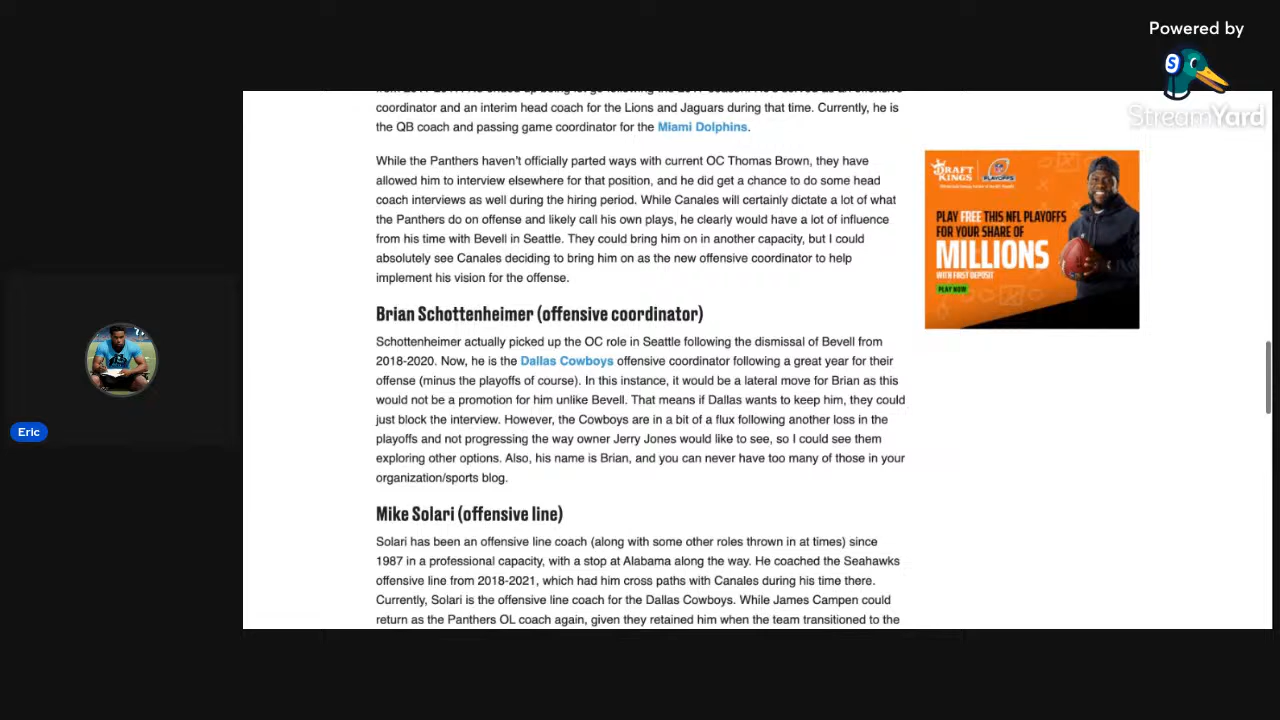 Powered by
StreamYard
coordinator and an interim head coach for the Lions and Jaguars during that time. Currently, he is
the QB coach and passing game coordinator for the Miami Dolphins.
While the Panthers haven't officially parted ways with current OC Thomas Brown, they have
allowed him to interview elsewhere for that position, and he did get a chance to do some head
coach interviews as well during the hiring period. While Canales will certainly dictate a lot of what
the Panthers do on offense and likely call his own plays, he clearly would have a lot of influence
from his time with Bevell in Seattle. They could bring him on in another capacity, but I could
absolutely see Canales deciding to bring him on as the new offensive coordinator to help
implement his vision for the offense.
Brian Schottenheimer (offensive coordinator)
Schottenheimer actually picked up the OC role in Seattle following the dismissal of Bevell from
2018-2020. Now, he is the Dallas Cowboys offensive coordinator following a great year for their
offense (minus the playoffs of course). In this instance, it would be a lateral move for Brian as this
would not be a promotion for him unlike Bevell. That means if Dallas wants to keep him, they could
just block the interview. However, the Cowboys are in a bit of a flux following another loss in the
playoffs and not progressing the way owner Jerry Jones would like to see, so I could see them
exploring other options. Also, his name is Brian, and you can never have too many of those in your
organization/sports blog.
Mike Solari (offensive line)
Solari has been an offensive line coach (along with some other roles thrown in at times) since
1987 in a professional capacity, with a stop at Alabama along the way. He coached the Seahawks
offensive line from 2018-2021, which had him cross paths with Canales during his time there.
Currently, Solari is the offensive line coach for the Dallas Cowboys. While James Campen could
return as the Panthers OL coach again, given they retained him when the team transitioned to the
DRAFT
KINGS
PLAYOFFS
PLAY FREE THIS NFL PLAYOFFS
FOR YOUR SHARE OF
MILLIONS
WITH FIRST DEPOSIT
PLAY NOW
Eric